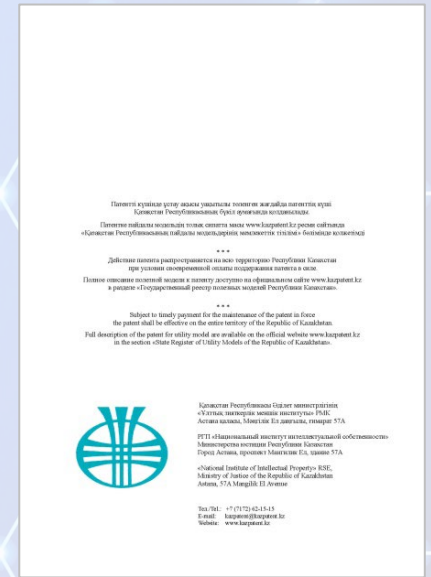 Патентті күшінде ұстау ақысы уақытылы төленген жағдайда патенттің күші
Қазақстан Республикасының бүкіл аумағында қолданылады.
Патентке пайдалы модельдің толық сипаттамасы www.kazpatent.kz ресми сайтында
«Қазақстан Республикасының пайдалы модельдерінің мемлекеттік тізілімі» бөлімінде қолжетімді
* * *
Действие патента распространяется на всю территорию Республики Казахстан
при условии своевременной оплаты поддержания патента в силе.
Полное описание полезной модели к патенту доступно на официальном сайте www.kazpatent.kz
в разделе «Государственный реестр полезных моделей Республики Казахстан».
* * *
Subject to timely payment for the maintenance of the patent in force
the patent shall be effective on the entire territory of the Republic of Kazakhstan.
Full description of the patent for utility model are available on the official website www.kazpatent.kz
in the section «State Register of Utility Models of the Republic of Kazakhstan».
Қазақстан Республикасы Әділет министрлігінің
«Ұлттық зияткерлік меншік институты» РМК
Астана қаласы, Мәңгілік Ел даңғылы, ғимарат 57А
РГП «Национальный институт интеллектуальной собственности»
Министерства юстиции Республики Казахстан
Город Астана, проспект Мангилик Ел, здание 57А
«National Institute of Intellectual Property» RSE,
Ministry of Justice of the Republic of Kazakhstan
Astana, 57A Mangilik El Avenue
Тел./Tel.: +7 (7172) 62-15-15
E-mail: kazpatent@kazpatent.kz
Website: www.kazpatent.kz